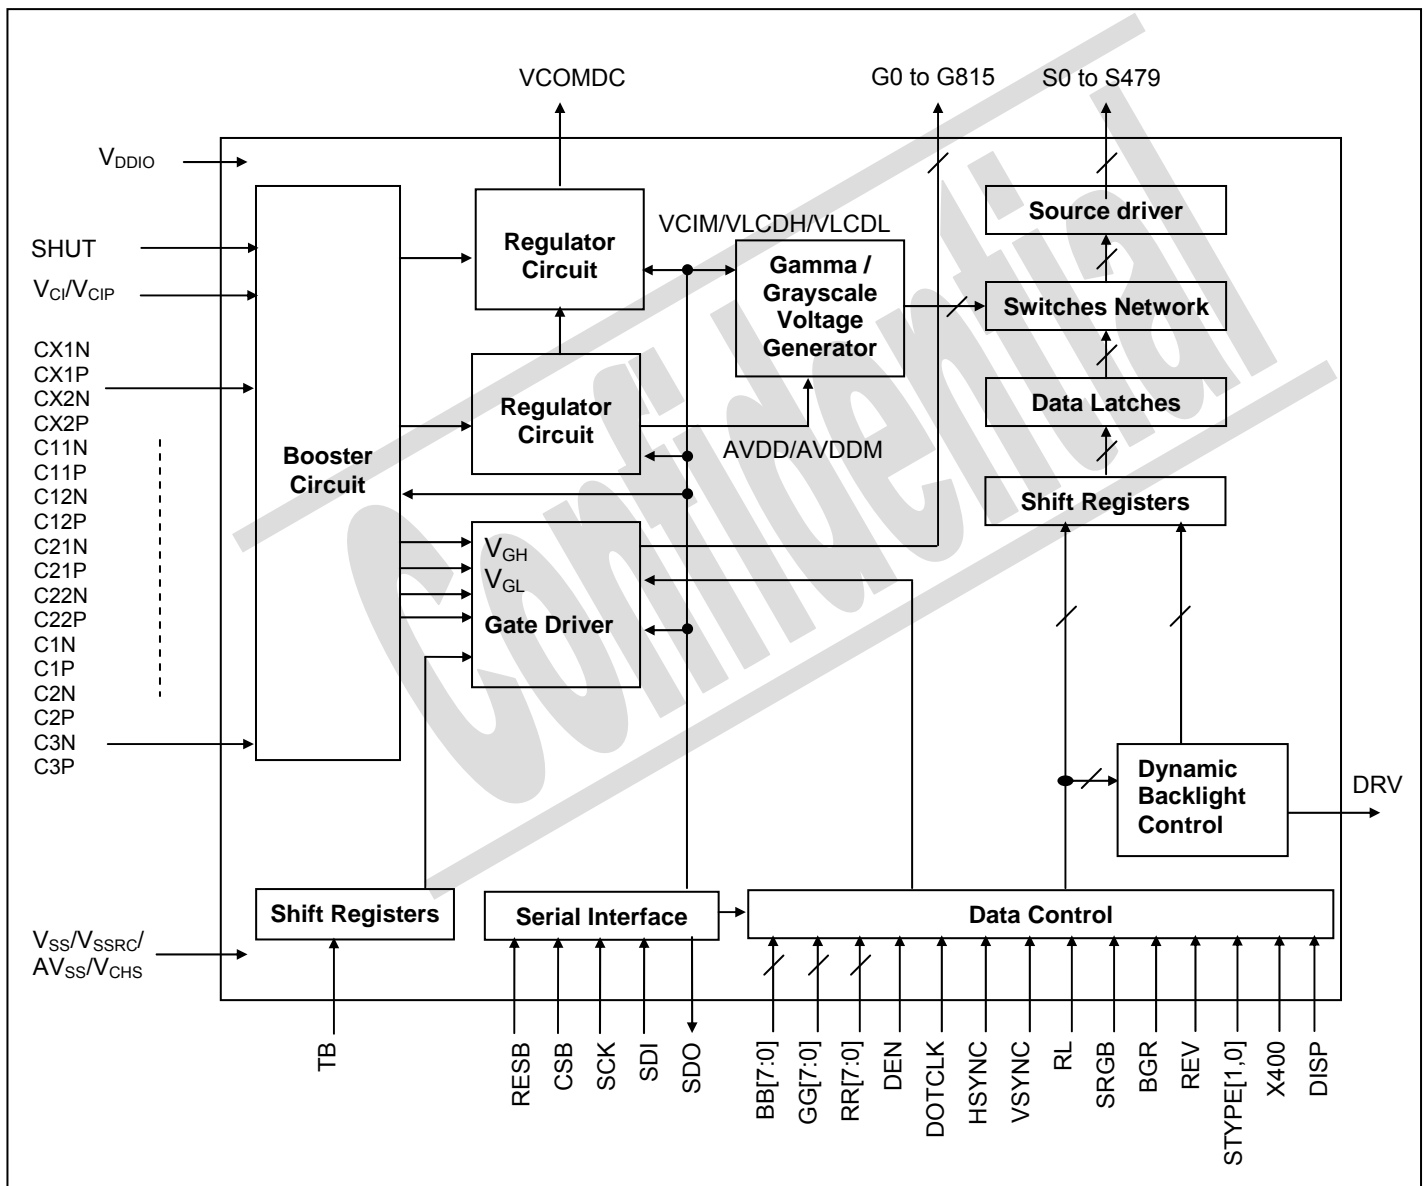 VCOMDC
G0 to G815
S0 to S479
VDDIO
SHUT
VCI/VCIP
CX1N
CX1P
CX2N
CX2P
C11N
C11P
C12N
C12P
C21N
C21P
C22N
C22P
C1N
C1P
C2N
C2P
C3N
C3P
VSS/VSSRC/
AVSS/VCHS
Booster
Circuit
Regulator
Circuit
Regulator
Circuit
VCIM/VLCDH/VLCDL
Gamma /
Grayscale
Voltage
Generator
AVDD/AVDDM
VGH
VGL
Gate Driver
Source driver
Switches Network
Data Latches
Shift Registers
Dynamic
Backlight
Control
DRV
Shift Registers
Serial Interface
Data Control
TB
RESB
CSB
SCK
SDI
SDO
BB[7:0]
GG[7:0]
RR[7:0]
DEN
DOTCLK
HSYNC
VSYNC
RL
SRGB
BGR
REV
STYPE[1,0]
X400
DISP
Confidential